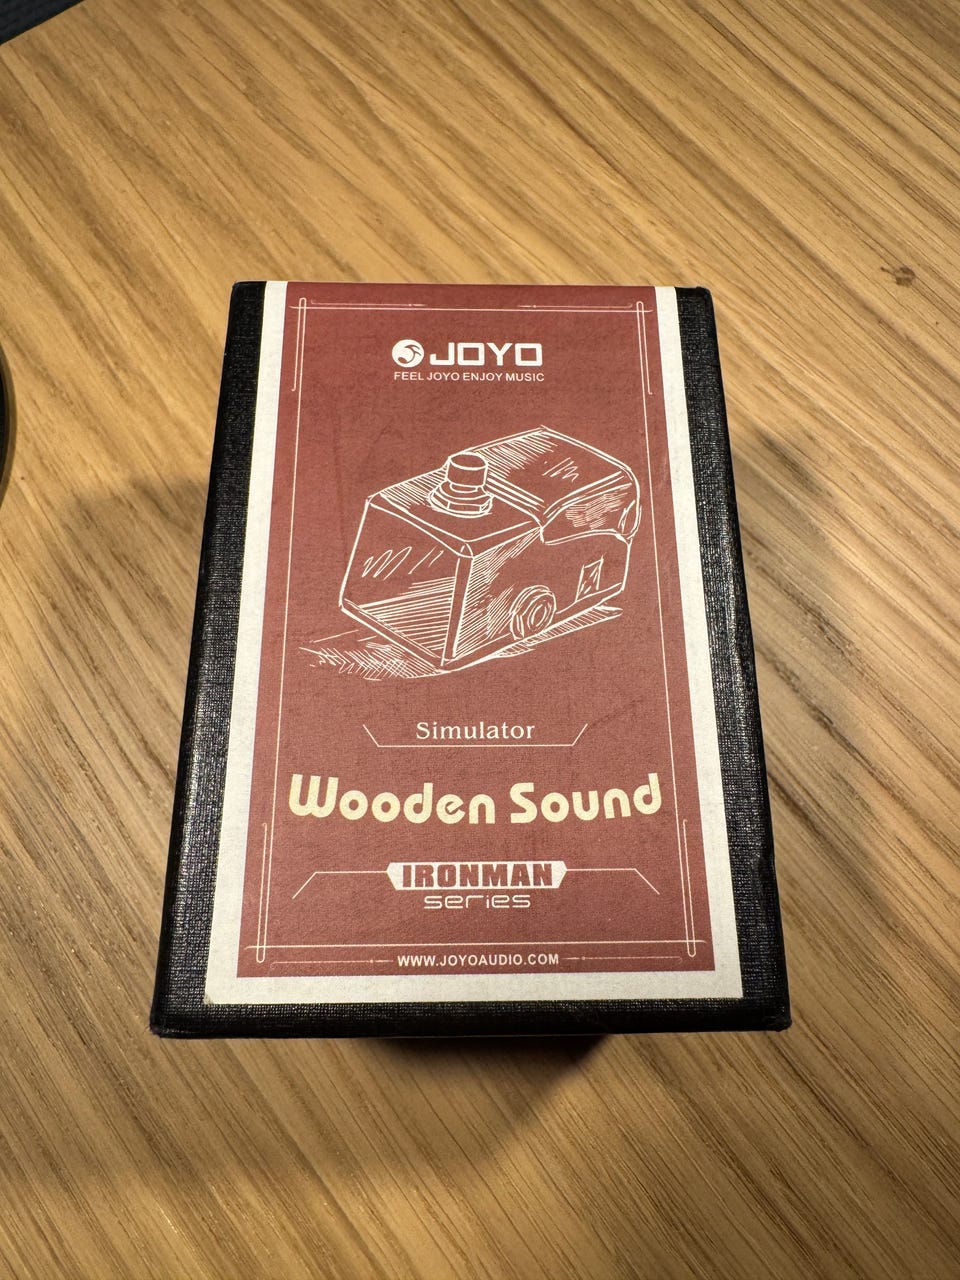 JOYO
FEEL JOYO ENJOY MUSIC
Simulator
Wooden Sound
IRONMAN
series
WWW.JOYOAUDIO.COM